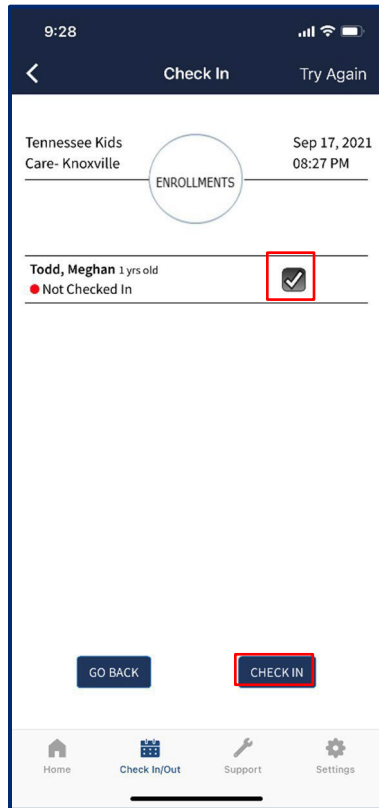 9:28
Check In
Try Again
Tennessee Kids
Care- Knoxville
ENROLLMENTS
Sep 17, 2021
08:27 PM
Todd, Meghan 1 yrs old
Not Checked In
GO BACK
CHECK IN
Home
Check In/Out
Support
Settings